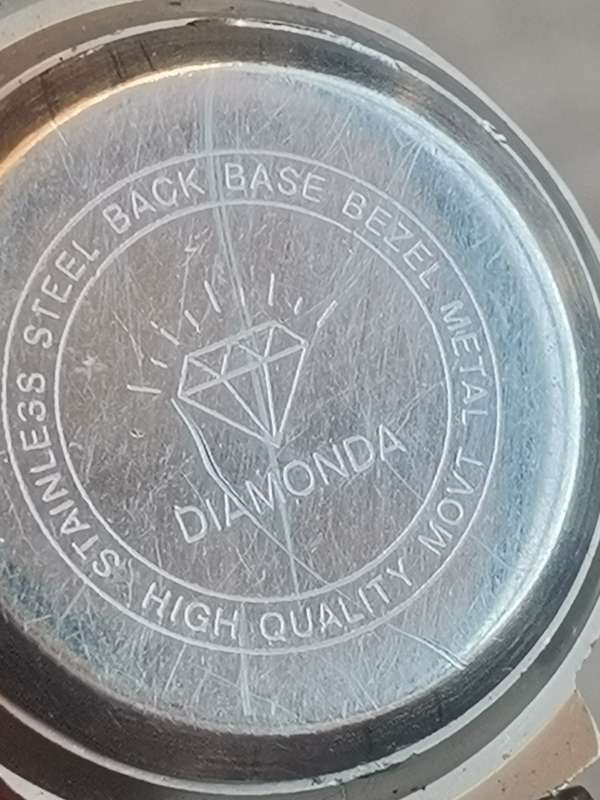 STAINLESS STEEL BACK BASE BEZEL METAL
HIGH QUALITY MOVT
DIAMONDA